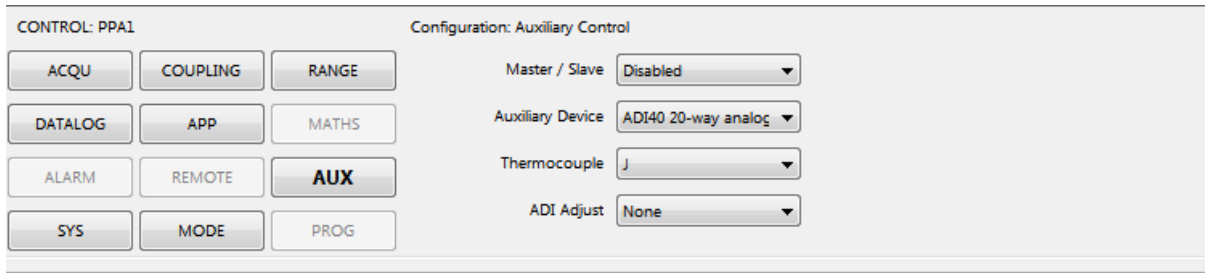 CONTROL: PPA1
ACQU COUPLING RANGE
DATALOG APP MATHS
ALARM REMOTE AUX
SYS MODE PROG
Configuration: Auxiliary Control
Master / Slave Disabled
Auxiliary Device ADI40 20-way analog
Thermocouple J
ADI Adjust None